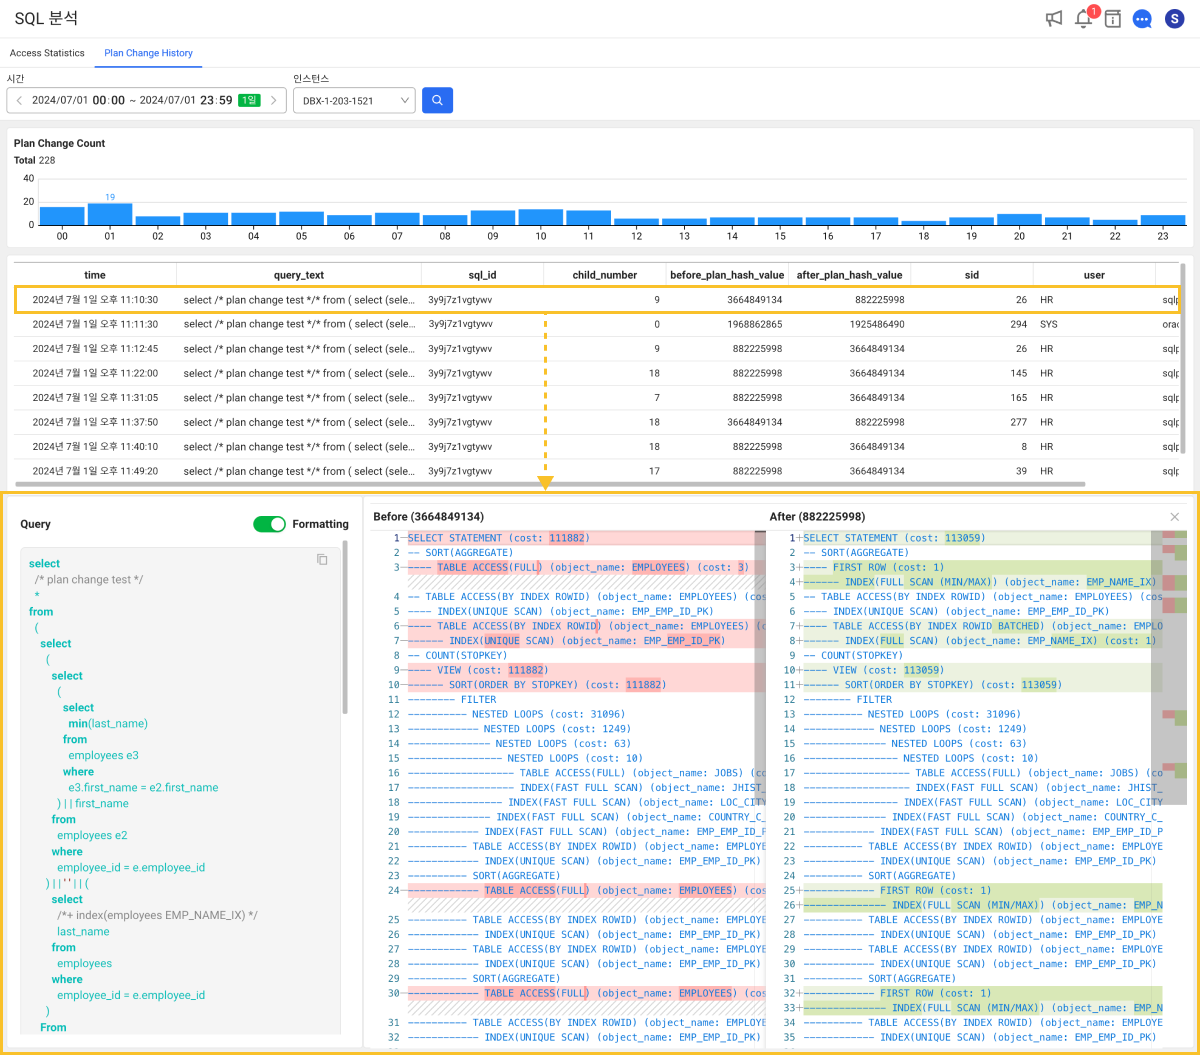 SQL 분석
1
S
Access Statistics Plan Change History
시간 인스턴스
2024/07/01 00:00 ~ 2024/07/01 23:59 1일 DBX-1-203-1521
Plan Change Count
Total 228
40
20
0
19
00 01 02 03 04 05 06 07 08 09 10 11 12 13 14 15 16 17 18 19 20 21 22 23
time query_text sql_id child_number before_plan_hash_value after_plan_hash_value sid user
2024년 7월 1일 오후 11:10:30 select /* plan change test */* from ( select (sele... 3y9j7z1vgtywv 9 3664849134 882225998 26 HR sqlp
2024년 7월 1일 오후 11:11:30 select /* plan change test */* from ( select (sele... 3y9j7z1vgtywv 0 1968862865 1925486490 294 SYS orac
2024년 7월 1일 오후 11:12:45 select /* plan change test */* from ( select (sele... 3y9j7z1vgtywv 9 882225998 3664849134 26 HR sqlp
2024년 7월 1일 오후 11:22:00 select /* plan change test */* from ( select (sele... 3y9j7z1vgtywv 18 882225998 3664849134 145 HR sqlp
2024년 7월 1일 오후 11:31:05 select /* plan change test */* from ( select (sele... 3y9j7z1vgtywv 7 882225998 3664849134 165 HR sqlp
2024년 7월 1일 오후 11:37:50 select /* plan change test */* from ( select (sele... 3y9j7z1vgtywv 18 3664849134 882225998 277 HR sqlp
2024년 7월 1일 오후 11:40:10 select /* plan change test */* from ( select (sele... 3y9j7z1vgtywv 18 882225998 3664849134 8 HR sqlp
2024년 7월 1일 오후 11:49:20 select /* plan change test */* from ( select (sele... 3y9j7z1vgtywv 17 882225998 3664849134 39 HR sqlp
Query Formatting
select
/* plan change test */
*
from
(
select
(
select
(
select
min(last_name)
from
employees e3
where
e3.first_name = e2.first_name
) || first_name
from
employees e2
where
employee_id = e.employee_id
) || ' ' || (
select
/*+ index(employees EMP_NAME_IX) */
last_name
from
employees
where
employee_id = e.employee_id
)
From
Before (3664849134)
1 —SELECT STATEMENT (cost: 111882)
2 -- SORT(AGGREGATE)
3 —---- TABLE ACCESS(FULL) (object_name: EMPLOYEES) (cost: 3)
4 -- TABLE ACCESS(BY INDEX ROWID) (object_name: EMPLOYEES) (cos
5 ---- INDEX(UNIQUE SCAN) (object_name: EMP_EMP_ID_PK)
6 —---- TABLE ACCESS(BY INDEX ROWID) (object_name: EMPLOYEES) (c
7 —------ INDEX(UNIQUE SCAN) (object_name: EMP_EMP_ID_PK)
8 -- COUNT(STOPKEY)
9 —---- VIEW (cost: 111882)
10 —------ SORT(ORDER BY STOPKEY) (cost: 111882)
11 -------- FILTER
12 ---------- NESTED LOOPS (cost: 31096)
13 ------------ NESTED LOOPS (cost: 1249)
14 -------------- NESTED LOOPS (cost: 63)
15 ---------------- NESTED LOOPS (cost: 10)
16 ------------------ TABLE ACCESS(FULL) (object_name: JOBS) (co
17 ------------------ INDEX(FAST FULL SCAN) (object_name: JHIST_
18 ---------------- INDEX(FAST FULL SCAN) (object_name: LOC_CITY
19 -------------- INDEX(FAST FULL SCAN) (object_name: COUNTRY_C_
20 ------------ INDEX(FAST FULL SCAN) (object_name: EMP_EMP_ID_P
21 ---------- TABLE ACCESS(BY INDEX ROWID) (object_name: EMPLOYE
22 ------------ INDEX(UNIQUE SCAN) (object_name: EMP_EMP_ID_PK)
23 ---------- SORT(AGGREGATE)
24 —------------ TABLE ACCESS(FULL) (object_name: EMPLOYEES) (cos
25 ---------- TABLE ACCESS(BY INDEX ROWID) (object_name: EMPLOYE
26 ------------ INDEX(UNIQUE SCAN) (object_name: EMP_EMP_ID_PK)
27 ---------- TABLE ACCESS(BY INDEX ROWID) (object_name: EMPLOYE
28 ------------ INDEX(UNIQUE SCAN) (object_name: EMP_EMP_ID_PK)
29 ---------- SORT(AGGREGATE)
30 —------------ TABLE ACCESS(FULL) (object_name: EMPLOYEES) (cos
31 ---------- TABLE ACCESS(BY INDEX ROWID) (object_name: EMPLOYE
32 ------------ INDEX(UNIQUE SCAN) (object_name: EMP_EMP_ID_PK)
After (882225998)
1 +SELECT STATEMENT (cost: 113059)
2 -- SORT(AGGREGATE)
3 +---- FIRST ROW (cost: 1)
4 +------ INDEX(FULL SCAN (MIN/MAX)) (object_name: EMP_NAME_IX)
5 -- TABLE ACCESS(BY INDEX ROWID) (object_name: EMPLOYEES) (cos
6 ---- INDEX(UNIQUE SCAN) (object_name: EMP_EMP_ID_PK)
7 +---- TABLE ACCESS(BY INDEX ROWID BATCHED) (object_name: EMPLO
8 +------ INDEX(FULL SCAN) (object_name: EMP_NAME_IX) (cost: 1)
9 -- COUNT(STOPKEY)
10 +---- VIEW (cost: 113059)
11 +------ SORT(ORDER BY STOPKEY) (cost: 113059)
12 -------- FILTER
13 ---------- NESTED LOOPS (cost: 31096)
14 ------------ NESTED LOOPS (cost: 1249)
15 -------------- NESTED LOOPS (cost: 63)
16 ---------------- NESTED LOOPS (cost: 10)
17 ------------------ TABLE ACCESS(FULL) (object_name: JOBS) (co
18 ------------------ INDEX(FAST FULL SCAN) (object_name: JHIST_
19 ---------------- INDEX(FAST FULL SCAN) (object_name: LOC_CITY
20 -------------- INDEX(FAST FULL SCAN) (object_name: COUNTRY_C_
21 ------------ INDEX(FAST FULL SCAN) (object_name: EMP_EMP_ID_P
22 ---------- TABLE ACCESS(BY INDEX ROWID) (object_name: EMPLOYE
23 ------------ INDEX(UNIQUE SCAN) (object_name: EMP_EMP_ID_PK)
24 ---------- SORT(AGGREGATE)
25 +------------ FIRST ROW (cost: 1)
26 +-------------- INDEX(FULL SCAN (MIN/MAX)) (object_name: EMP_N
27 ---------- TABLE ACCESS(BY INDEX ROWID) (object_name: EMPLOYE
28 ------------ INDEX(UNIQUE SCAN) (object_name: EMP_EMP_ID_PK)
29 ---------- TABLE ACCESS(BY INDEX ROWID) (object_name: EMPLOYE
30 ------------ INDEX(UNIQUE SCAN) (object_name: EMP_EMP_ID_PK)
31 ---------- SORT(AGGREGATE)
32 +------------ FIRST ROW (cost: 1)
33 +-------------- INDEX(FULL SCAN (MIN/MAX)) (object_name: EMP_N
34 ---------- TABLE ACCESS(BY INDEX ROWID) (object_name: EMPLOYE
35 ------------ INDEX(UNIQUE SCAN) (object_name: EMP_EMP_ID_PK)